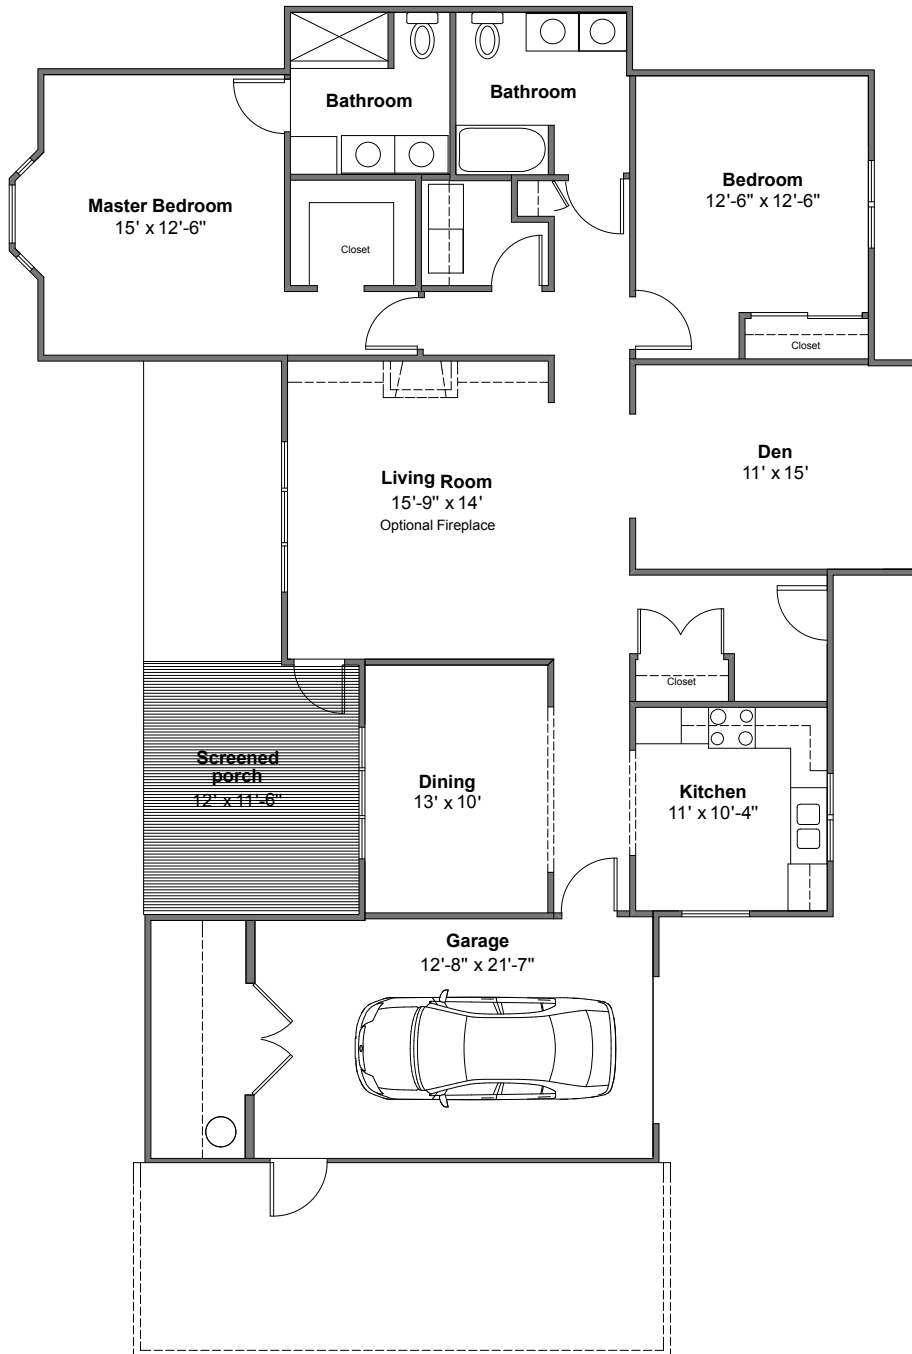 Bathroom
Bathroom
Master Bedroom
15' x 12'-6"
Bedroom
12'-6" x 12'-6"
Closet
Closet
Living Room
15'-9" x 14'
Optional Fireplace
Den
11' x 15'
Closet
Screened
porch
12' x 11'-6"
Dining
13' x 10'
Kitchen
11' x 10'-4"
Garage
12'-8" x 21'-7"